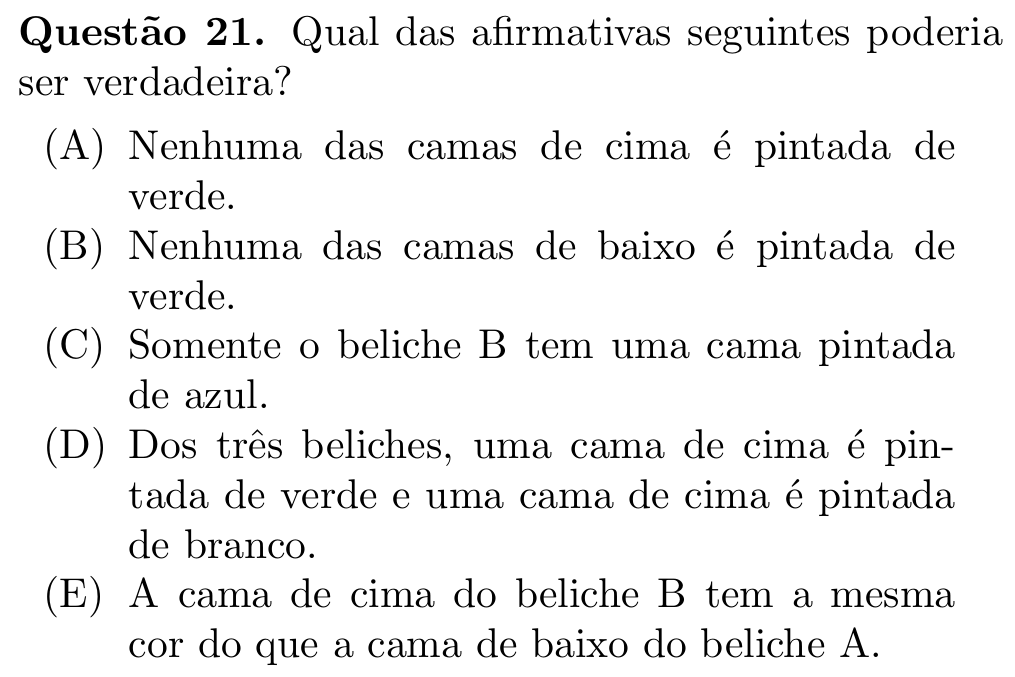 Questão 21. Qual das afirmativas seguintes poderia
ser verdadeira?
(A) Nenhuma das camas de cima é pintada de
verde.
(B) Nenhuma das camas de baixo é pintada de
verde.
(C) Somente o beliche B tem uma cama pintada
de azul.
(D) Dos três beliches, uma cama de cima é pin-
tada de verde e uma cama de cima é pintada
de branco.
(E) A cama de cima do beliche B tem a mesma
cor do que a cama de baixo do beliche A.